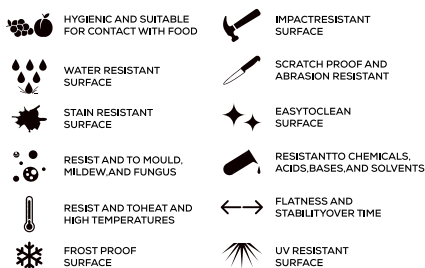 HYGIENIC AND SUITABLE
FOR CONTACT WITH FOOD
WATER RESISTANT
SURFACE
STAIN RESISTANT
SURFACE
RESIST AND TO MOULD,
MILDEW,AND FUNGUS
RESIST AND TOHEAT AND
HIGH TEMPERATURES
FROST PROOF
SURFACE
IMPACTRESISTANT
SURFACE
SCRATCH PROOF AND
ABRASION RESISTANT
EASYTOCLEAN
SURFACE
RESISTANTTO CHEMICALS,
ACIDS,BASES,AND SOLVENTS
FLATNESS AND
STABILITYOVER TIME
UV RESISTANT
SURFACE